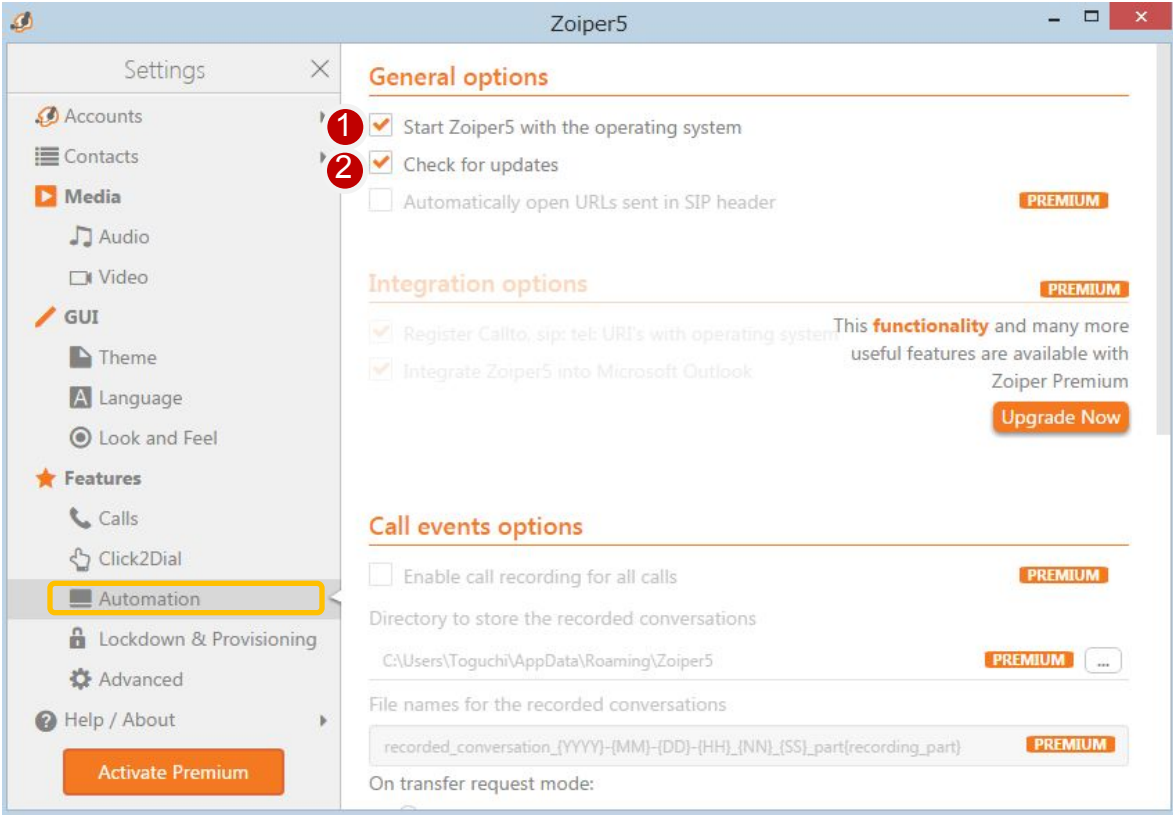 Zoiper5
Settings
Accounts
Contacts
Media
Audio
Video
GUI
Theme
A Language
Look and Feel
Features
Calls
Click2Dial
Automation
Lockdown & Provisioning
Advanced
? Help / About
Activate Premium
General options
1 Start Zoiper5 with the operating system
2 Check for updates
Automatically open URLs sent in SIP header PREMIUM
Integration options PREMIUM
Register Callto, sip: tel: URI's with operating system
Integrate Zoiper5 into Microsoft Outlook
This functionality and many more
useful features are available with
Zoiper Premium
Upgrade Now
Call events options
Enable call recording for all calls PREMIUM
Directory to store the recorded conversations
C:\Users\Toguchi\AppData\Roaming\Zoiper5 PREMIUM ...
File names for the recorded conversations
recorded_conversation_{YYYY}-{MM}-{DD}-{HH}_{NN}_{SS}_part{recording_part} PREMIUM
On transfer request mode: